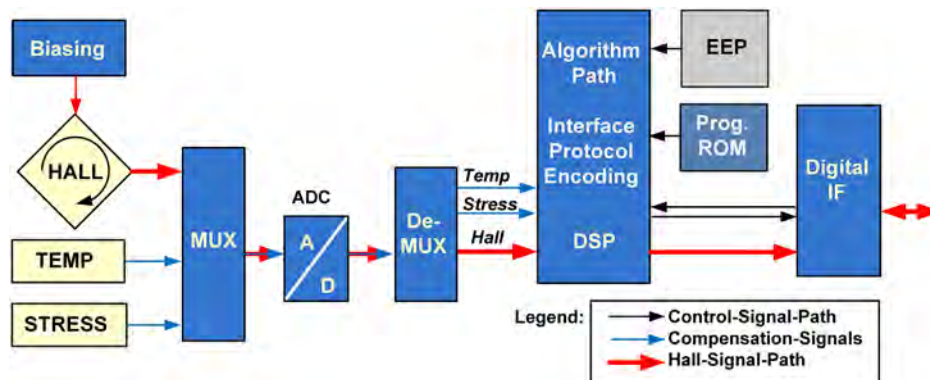 Biasing
HALL
TEMP
STRESS
MUX
ADC
A
D
De-
MUX
Temp
Stress
Hall
Algorithm
Path
Interface
Protocol
Encoding
DSP
EEP
Prog.
ROM
Digital
IF
Legend:
Control-Signal-Path
Compensation-Signals
Hall-Signal-Path